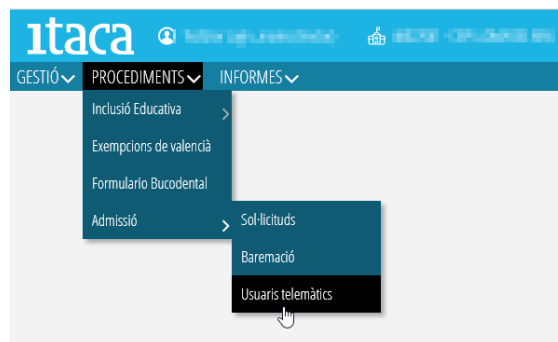 itaca
GESTIÓ PROCEDIMENTS INFORMES
Inclusió Educativa
Exempcions de valencià
Formulario Bucodental
Admissió
Sol·licituds
Baremació
Usuaris telemàtics